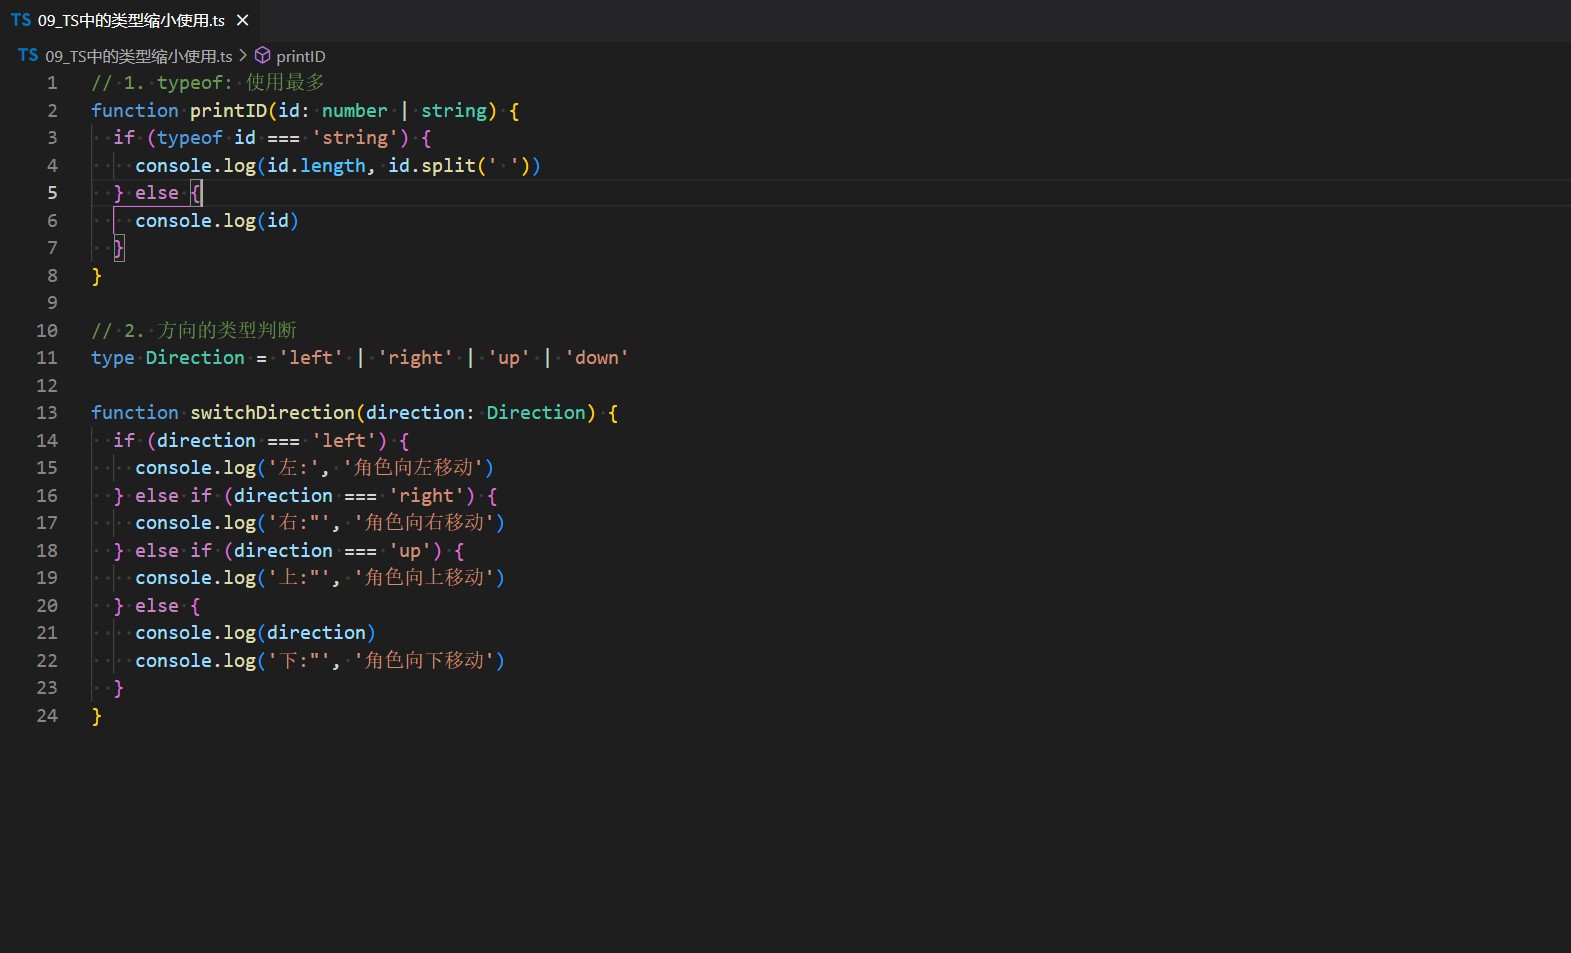 TS 09_TS中的类型缩小使用.ts ×
TS 09_TS中的类型缩小使用.ts > printID
1 // 1. typeof: 使用最多
2 function printID(id: number | string) {
3   if (typeof id === 'string') {
4     console.log(id.length, id.split(' '))
5   } else {
6     console.log(id)
7   }
8 }
9
10 // 2. 方向的类型判断
11 type Direction = 'left' | 'right' | 'up' | 'down'
12
13 function switchDirection(direction: Direction) {
14   if (direction === 'left') {
15     console.log('左:', '角色向左移动')
16   } else if (direction === 'right') {
17     console.log('右:"', '角色向右移动')
18   } else if (direction === 'up') {
19     console.log('上:"', '角色向上移动')
20   } else {
21     console.log(direction)
22     console.log('下:"', '角色向下移动')
23   }
24 }